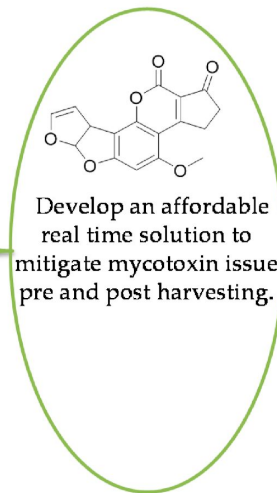 O
O
O
O
O
O
Develop an affordable
real time solution to
mitigate mycotoxin issue
pre and post harvesting.